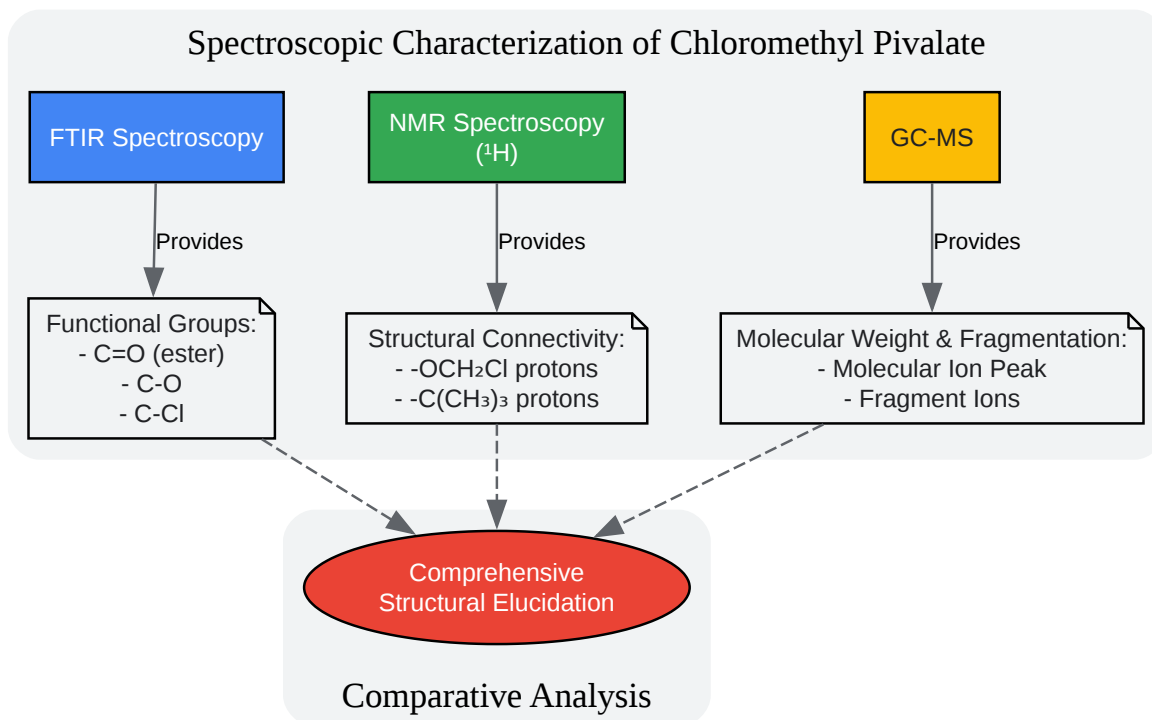 Spectroscopic Characterization of Chloromethyl Pivalate
FTIR Spectroscopy
NMR Spectroscopy
(¹H)
GC-MS
Provides
Provides
Provides
Functional Groups:
- C=O (ester)
- C-O
- C-Cl
Structural Connectivity:
- -OCH₂Cl protons
- -C(CH₃)₃ protons
Molecular Weight & Fragmentation:
- Molecular Ion Peak
- Fragment Ions
Comprehensive
Structural Elucidation
Comparative Analysis